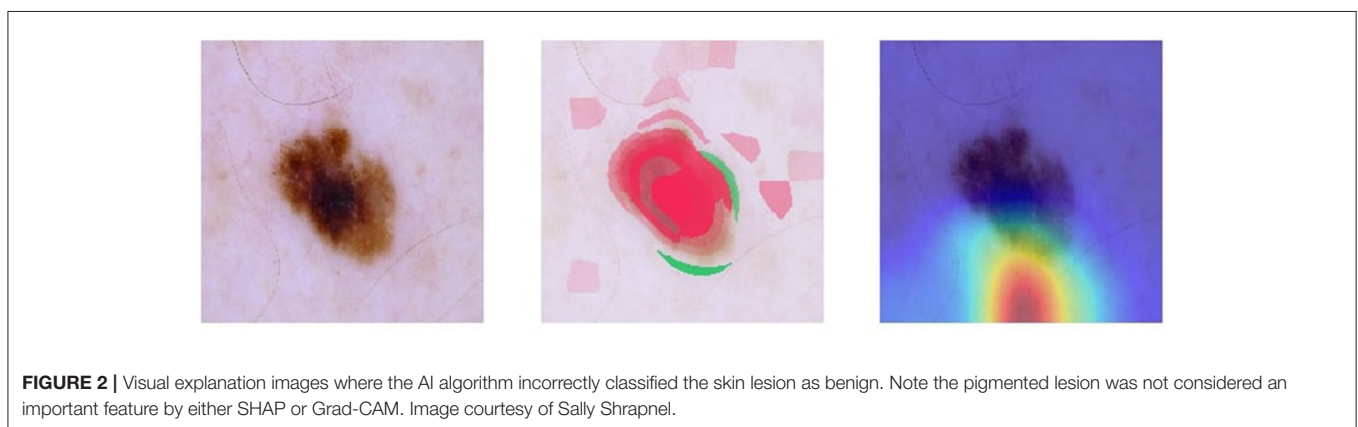 FIGURE 2 | Visual explanation images where the AI algorithm incorrectly classified the skin lesion as benign. Note the pigmented lesion was not considered an
important feature by either SHAP or Grad-CAM. Image courtesy of Sally Shrapnel.